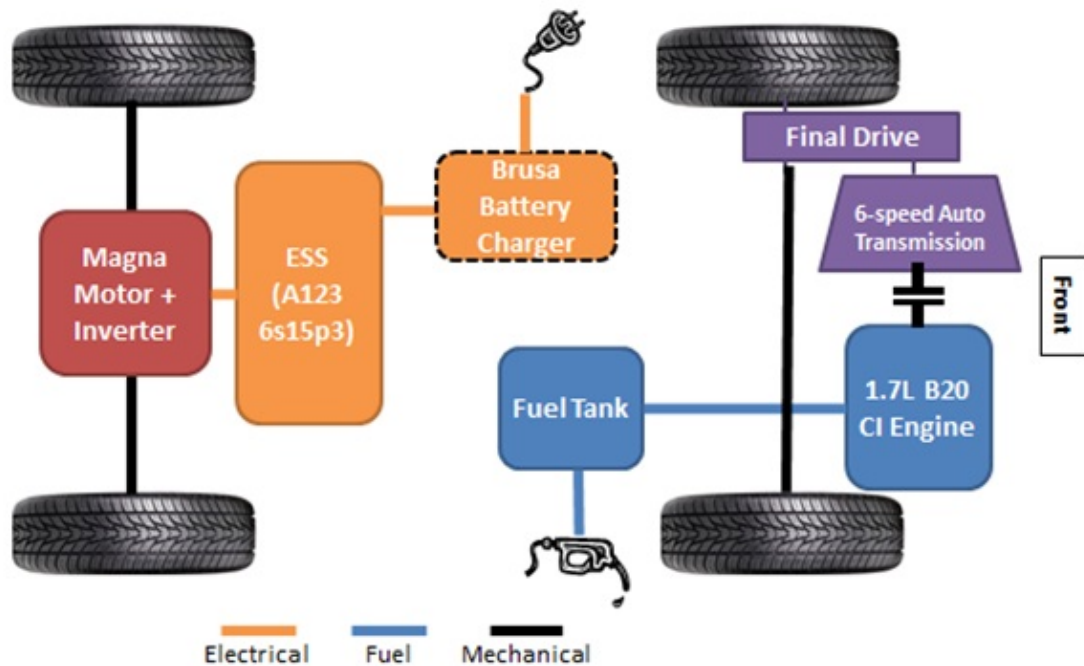 Final Drive
Brusa
Battery
Charger
6-speed Auto
Transmission
Magna
Motor +
Inverter
ESS
(A123
6s15p3)
Front
Fuel Tank
1.7L B20
CI Engine
Electrical
Fuel
Mechanical